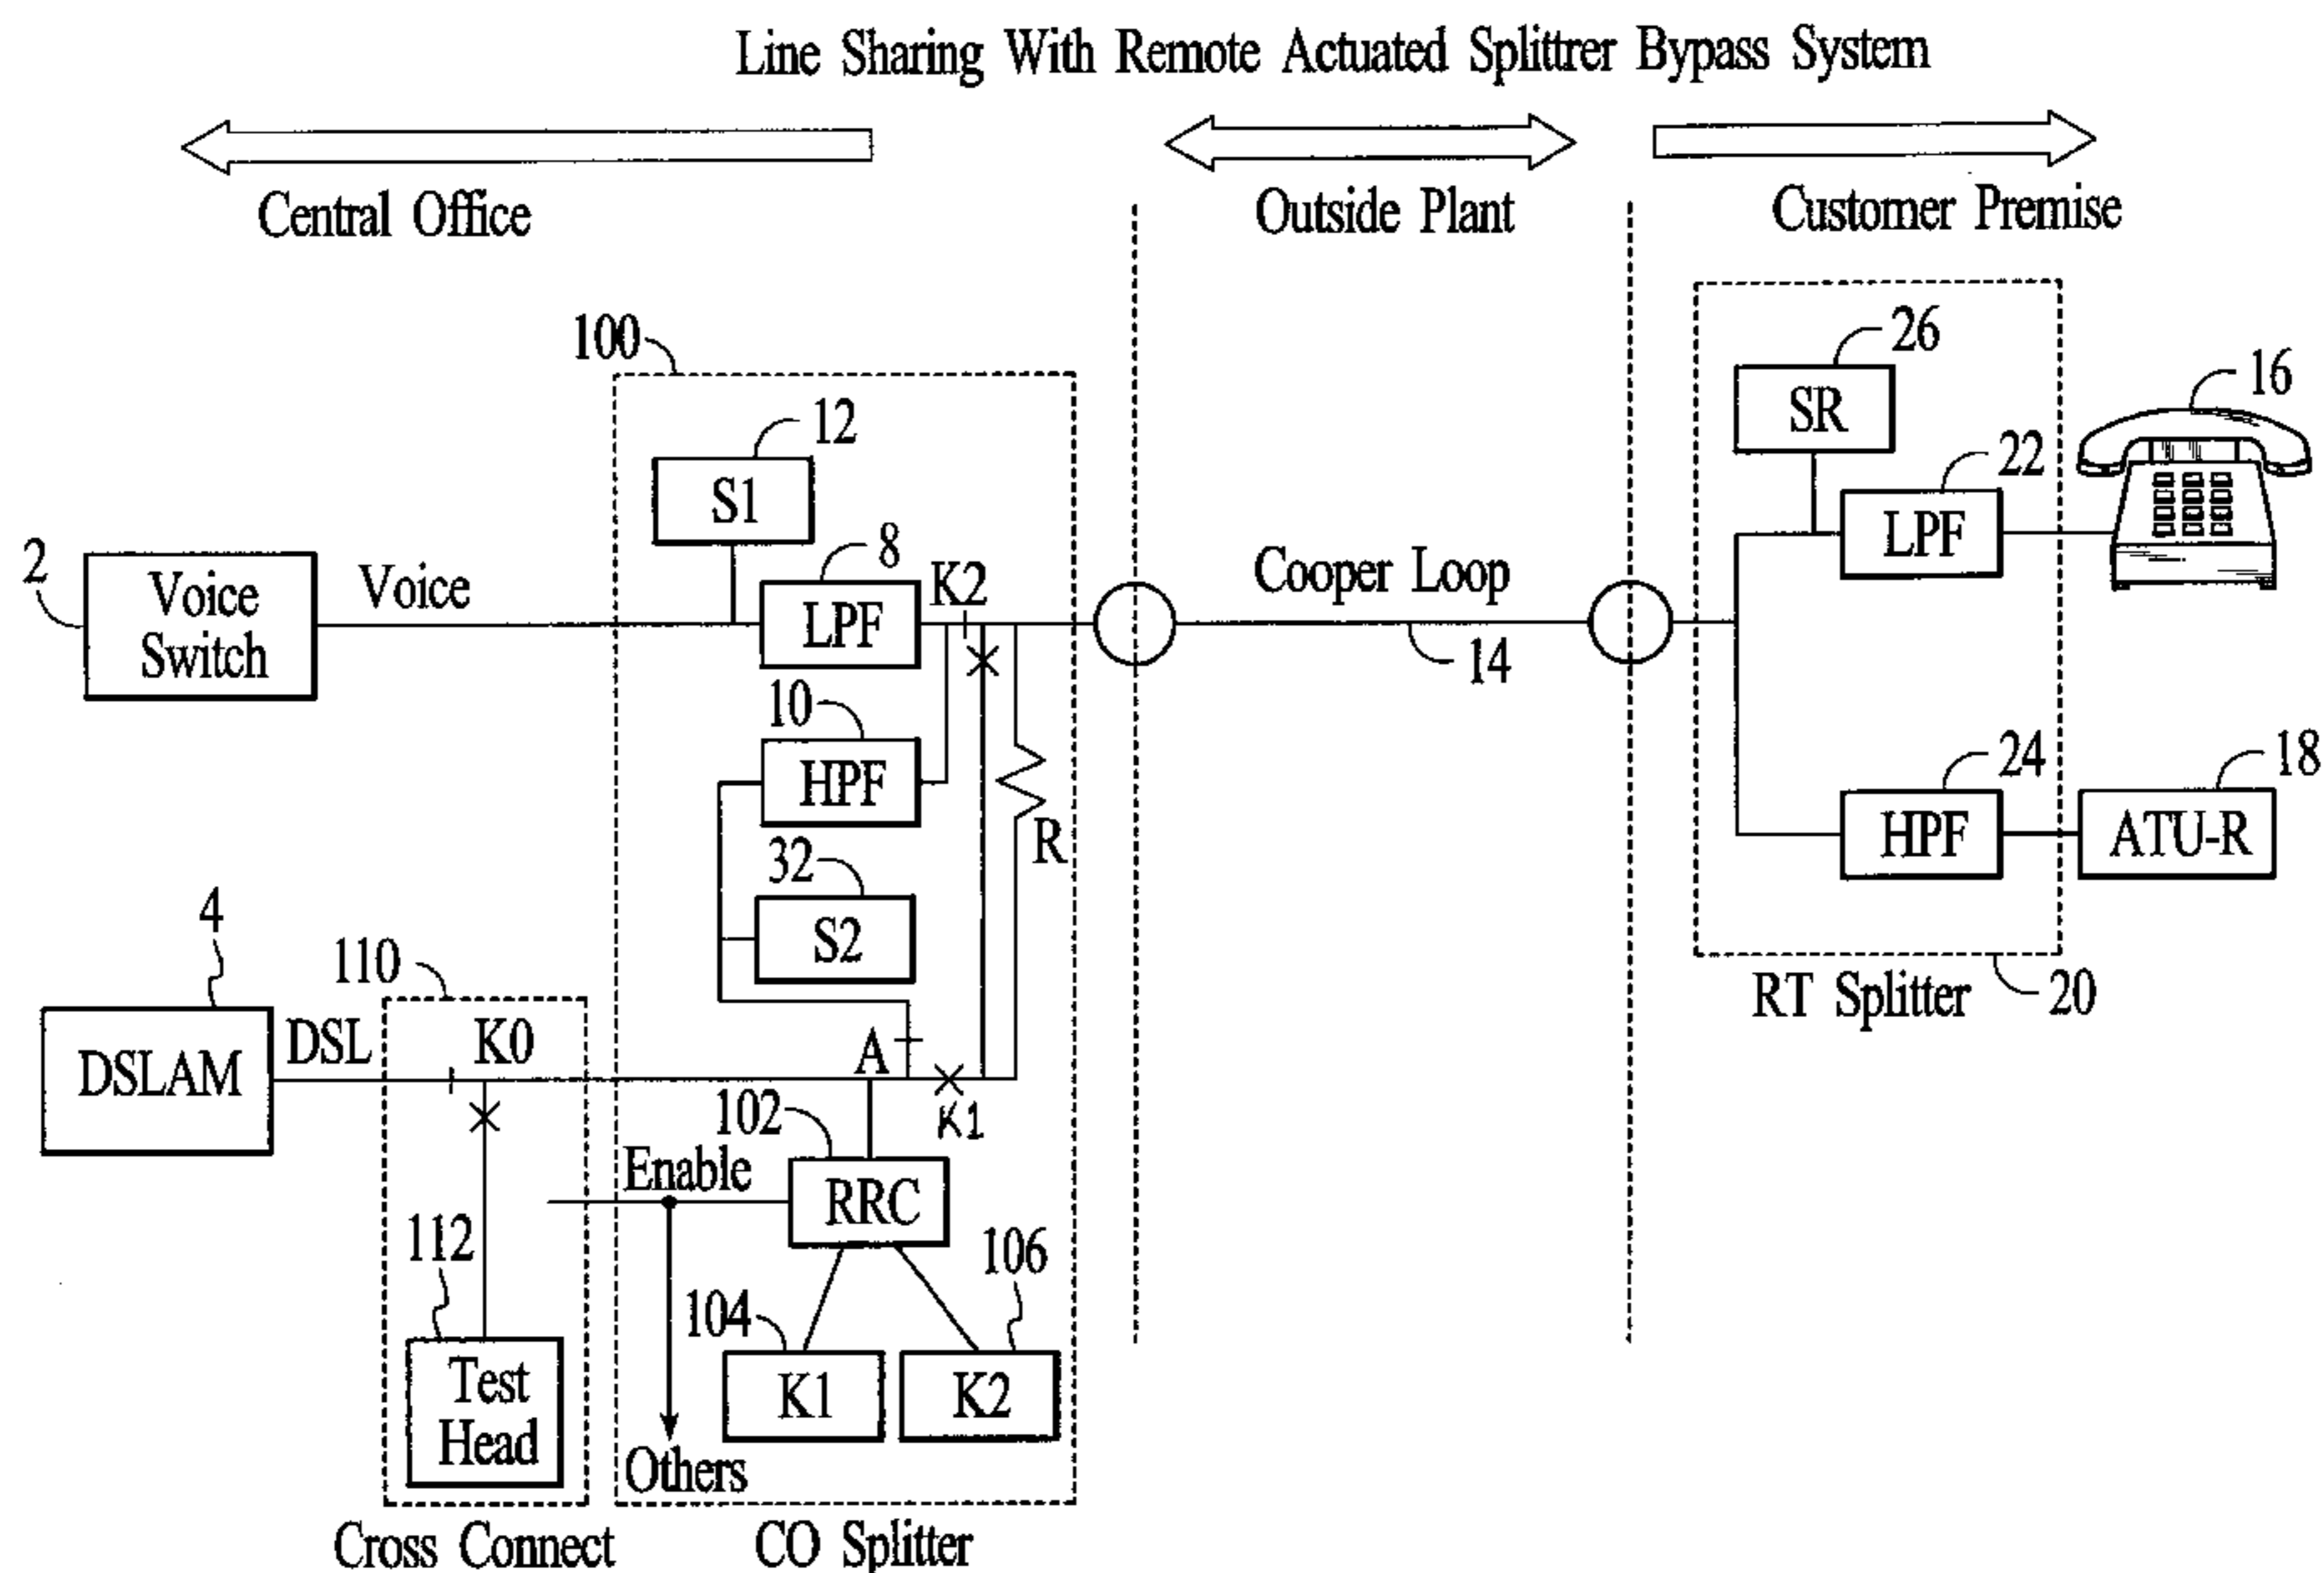 Line Sharing With Remote Actuated Splittrer Bypass System
Central Office
Outside Plant
Customer Premise
100
26
SR
16
12
S1
22
LPF
2
Voice
Switch
Voice
8
LPF
K2
Cooper Loop
14
10
HPF
R
24
HPF
18
ATU-R
32
S2
RT Splitter
20
4
DSLAM
DSL
110
K0
A
K1
102
Enable
RRC
112
Test
Head
104
K1
106
K2
Others
Cross Connect
CO Splitter